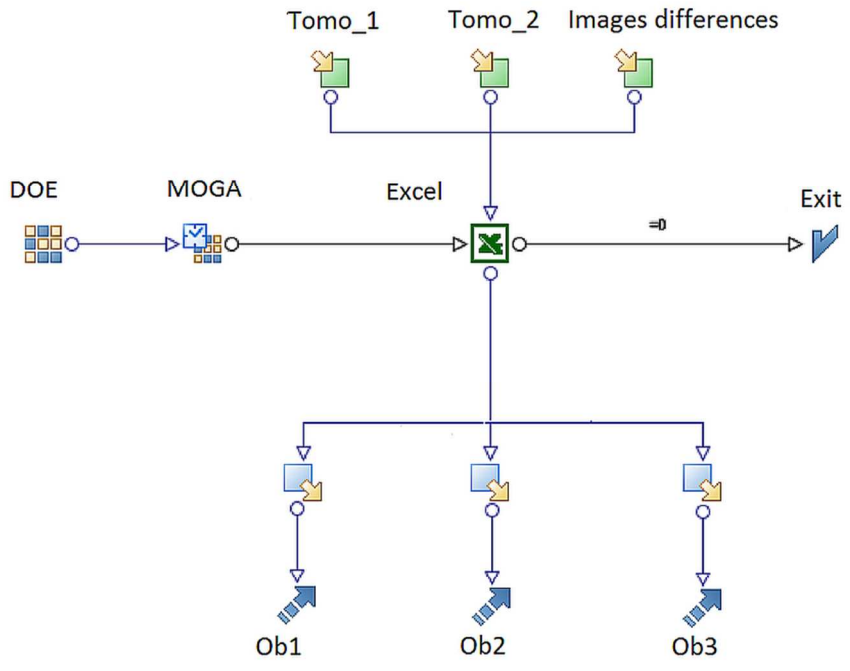 Tomo_1
Tomo_2
Images differences
DOE
MOGA
Excel
=0
Exit
Ob1
Ob2
Ob3